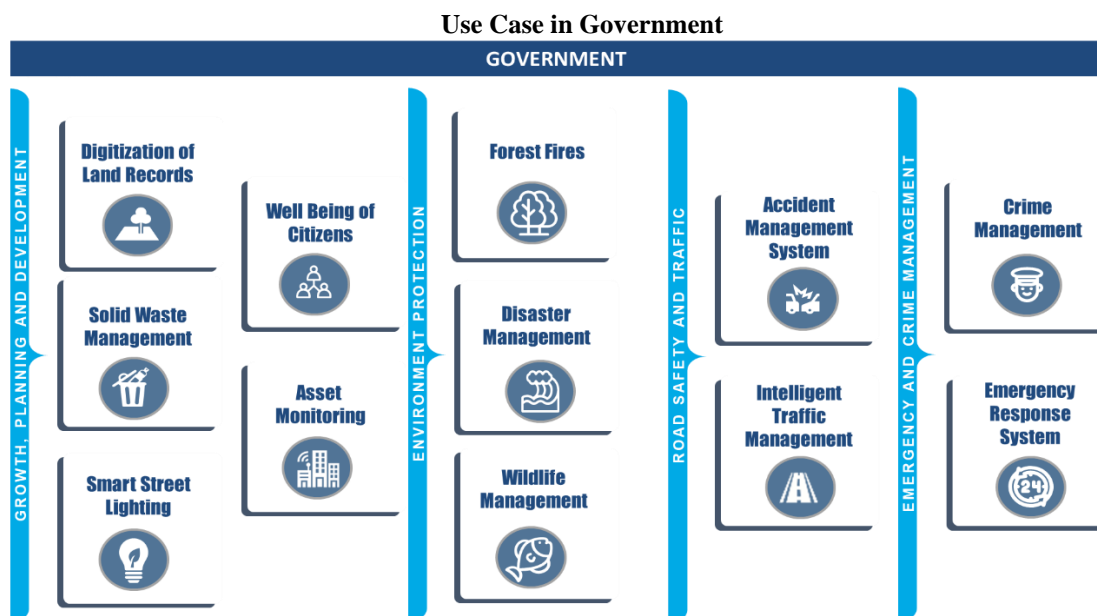 Use Case in Government
GOVERNMENT
GROWTH, PLANNING AND DEVELOPMENT
Digitization of
Land Records
Solid Waste
Management
Smart Street
Lighting
Well Being of
Citizens
Asset
Monitoring
ENVIRONMENT PROTECTION
Forest Fires
Disaster
Management
Wildlife
Management
ROAD SAFETY AND TRAFFIC
Accident
Management
System
Intelligent
Traffic
Management
EMERGENCY AND CRIME MANAGEMENT
Crime
Management
Emergency
Response
System
24